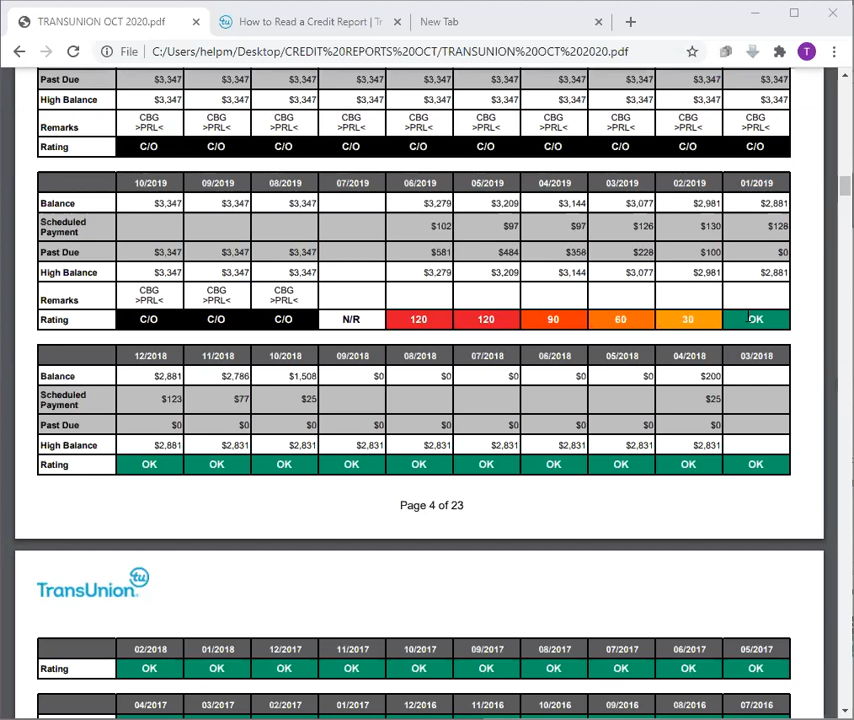 TRANSUNION OCT 2020.pdf
How to Read a Credit Report | Tr
New Tab
File C:/Users/helpm/Desktop/CREDIT%20REPORTS%20OCT/TRANSUNION%20OCT%202020.pdf T
Past Due $3,347 $3,347 $3,347 $3,347 $3,347 $3,347 $3,347 $3,347 $3,347 $3,347
High Balance $3,347 $3,347 $3,347 $3,347 $3,347 $3,347 $3,347 $3,347 $3,347 $3,347
CBG CBG CBG CBG CBG CBG CBG CBG CBG CBG
Remarks >PRL< >PRL< >PRL< >PRL< >PRL< >PRL< >PRL< >PRL< >PRL< >PRL<
Rating C/O C/O C/O C/O C/O C/O C/O C/O C/O C/O
10/2019 09/2019 08/2019 07/2019 06/2019 05/2019 04/2019 03/2019 02/2019 01/2019
Balance $3,347 $3,347 $3,347 $3,279 $3,209 $3,144 $3,077 $2,981 $2,881
Scheduled
Payment $102 $97 $97 $126 $130 $128
Past Due $3,347 $3,347 $3,347 $581 $484 $358 $228 $100 $0
High Balance $3,347 $3,347 $3,347 $3,279 $3,209 $3,144 $3,077 $2,981 $2,881
CBG CBG CBG
Remarks >PRL< >PRL< >PRL<
Rating C/O C/O C/O N/R 120 120 90 60 30 OK
12/2018 11/2018 10/2018 09/2018 08/2018 07/2018 06/2018 05/2018 04/2018 03/2018
Balance $2,881 $2,786 $1,508 $0 $0 $0 $0 $0 $200
Scheduled
Payment $123 $77 $25 $25
Past Due $0 $0 $0 $0 $0 $0 $0 $0 $0
High Balance $2,881 $2,831 $2,831 $2,831 $2,831 $2,831 $2,831 $2,831 $2,831
Rating OK OK OK OK OK OK OK OK OK OK
Page 4 of 23
tu
TransUnion
02/2018 01/2018 12/2017 11/2017 10/2017 09/2017 08/2017 07/2017 06/2017 05/2017
Rating OK OK OK OK OK OK OK OK OK OK
04/2017 03/2017 02/2017 01/2017 12/2016 11/2016 10/2016 09/2016 08/2016 07/2016